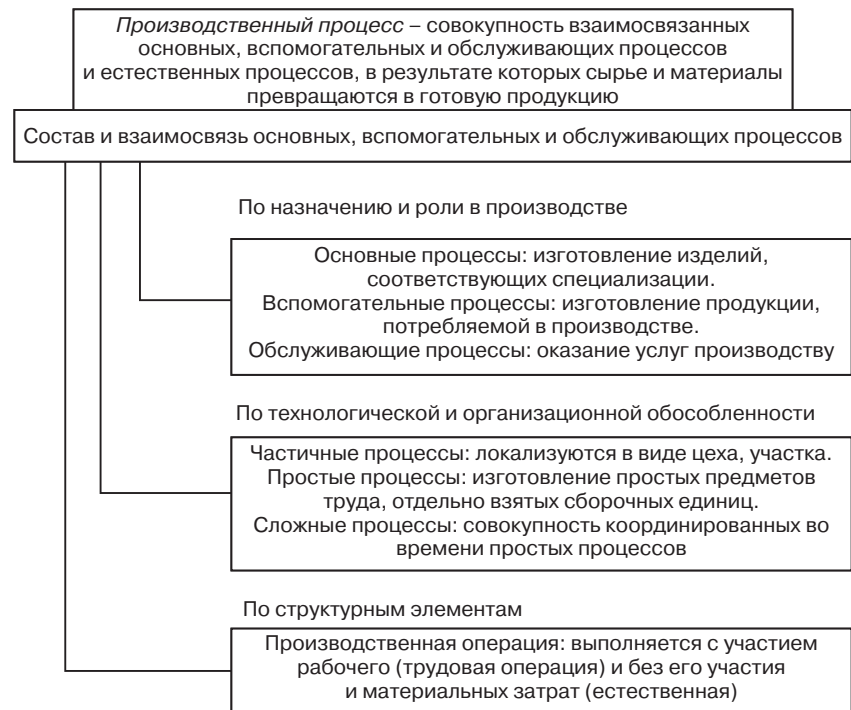 Производственный процесс – совокупность взаимосвязанных
основных, вспомогательных и обслуживающих процессов
и естественных процессов, в результате которых сырье и материалы
превращаются в готовую продукцию
Состав и взаимосвязь основных, вспомогательных и обслуживающих процессов
По назначению и роли в производстве
Основные процессы: изготовление изделий,
соответствующих специализации.
Вспомогательные процессы: изготовление продукции,
потребляемой в производстве.
Обслуживающие процессы: оказание услуг производству
По технологической и организационной обособленности
Частичные процессы: локализуются в виде цеха, участка.
Простые процессы: изготовление простых предметов
труда, отдельно взятых сборочных единиц.
Сложные процессы: совокупность координированных во
времени простых процессов
По структурным элементам
Производственная операция: выполняется с участием
рабочего (трудовая операция) и без его участия
и материальных затрат (естественная)